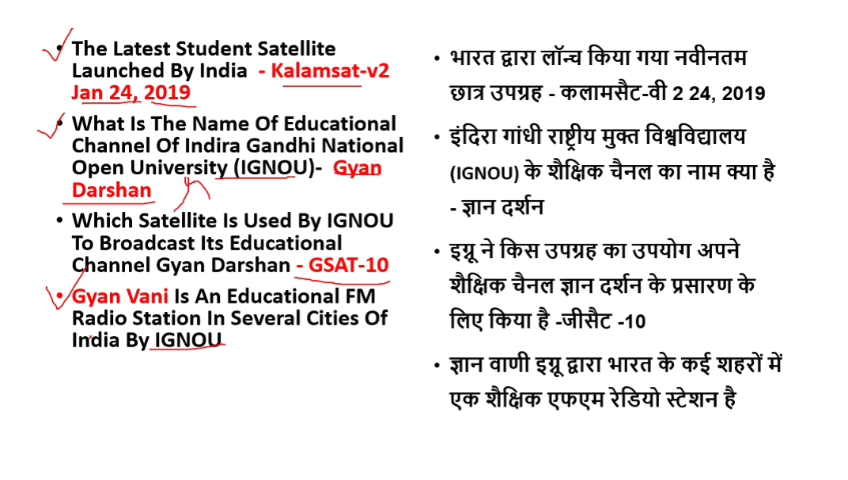 • The Latest Student Satellite
Launched By India - Kalamsat-v2
Jan 24, 2019
• What Is The Name Of Educational
Channel Of Indira Gandhi National
Open University (IGNOU)- Gyan
Darshan
• Which Satellite Is Used By IGNOU
To Broadcast Its Educational
Channel Gyan Darshan - GSAT-10
• Gyan Vani Is An Educational FM
Radio Station In Several Cities Of
India By IGNOU
• भारत द्वारा लॉन्च किया गया नवीनतम
छात्र उपग्रह - कलामसैट-वी 2 24, 2019
• इंदिरा गांधी राष्ट्रीय मुक्त विश्वविद्यालय
(IGNOU) के शैक्षिक चैनल का नाम क्या है
- ज्ञान दर्शन
• इग्नू ने किस उपग्रह का उपयोग अपने
शैक्षिक चैनल ज्ञान दर्शन के प्रसारण के
लिए किया है -जीसैट -10
• ज्ञान वाणी इग्नू द्वारा भारत के कई शहरों में
एक शैक्षिक एफएम रेडियो स्टेशन है